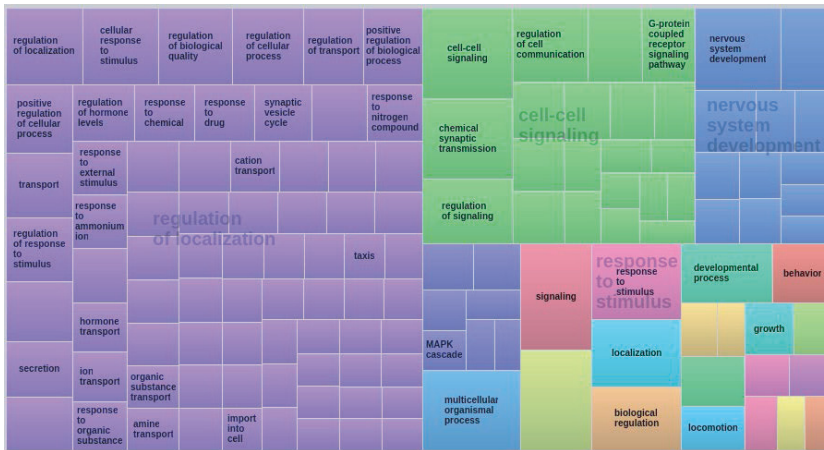 regulation
of localization
cellular
response
to
stimulus
regulation
of biological
quality
regulation
of cellular
process
regulation
of transport
positive
regulation
of biological
process
positive
regulation
of cellular
process
regulation
of hormone
levels
response
to
chemical
response
to
drug
synaptic
vesicle
cycle
response
to
nitrogen
compound
transport
response
to
external
stimulus
cation
transport
regulation
of response
to
stimulus
response
to
ammonium
ion
regulation
of localization
taxis
secretion
hormone
transport
ion
transport
organic
substance
transport
response
to
organic
substance
amine
transport
import
into
cell
cell-cell
signaling
regulation
of cell
communication
G-protein
coupled
receptor
signaling
pathway
chemical
synaptic
transmission
cell-cell
signaling
regulation
of signaling
nervous
system
development
nervous
system
development
MAPK
cascade
multicellular
organismal
process
signaling
response
to
stimulus
response
to
stimulus
localization
biological
regulation
developmental
process
behavior
growth
locomotion